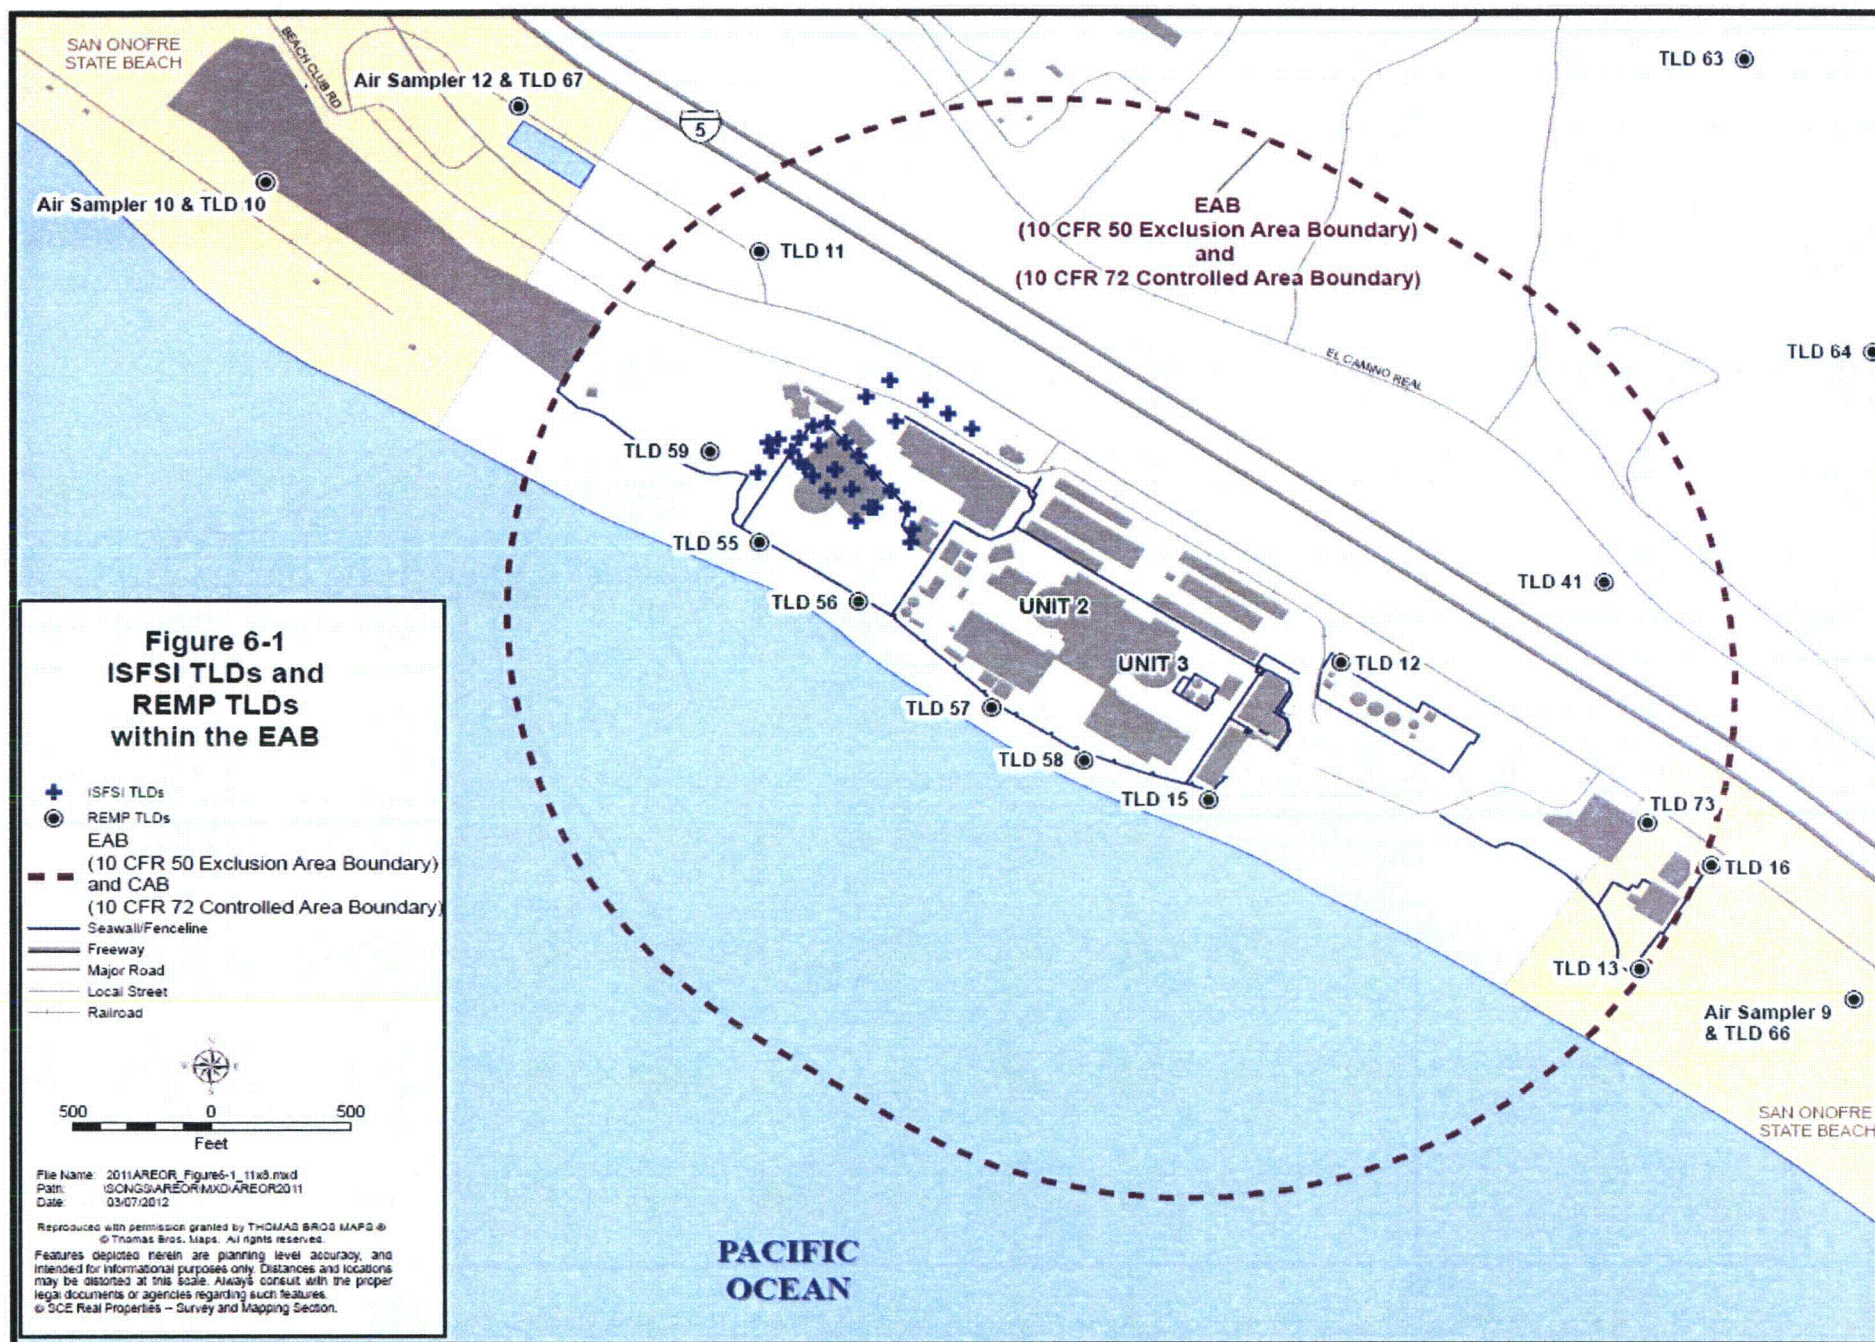 SAN ONOFRE
STATE BEACH
BEACH CLUB RD
Air Sampler 12 & TLD 67
5
TLD 63
Air Sampler 10 & TLD 10
EAB
(10 CFR 50 Exclusion Area Boundary)
and
(10 CFR 72 Controlled Area Boundary)
TLD 11
TLD 64
EL CAMINO REAL
TLD 59
TLD 55
TLD 41
TLD 56
UNIT 2
UNIT 3
TLD 12
TLD 57
TLD 58
TLD 15
TLD 73
TLD 16
TLD 13
Air Sampler 9
& TLD 66
SAN ONOFRE
STATE BEACH
PACIFIC
OCEAN
Figure 6-1
ISFSI TLDs and
REMP TLDs
within the EAB
ISFSI TLDs
REMP TLDs
EAB
(10 CFR 50 Exclusion Area Boundary)
and CAB
(10 CFR 72 Controlled Area Boundary)
Seawall/Fenceline
Freeway
Major Road
Local Street
Railroad
N
W E
S
500 0 500
Feet
File Name: 2011AREOR_Figure6-1_11x8.mxd
Path: \SONGS\AREOR\MXD\AREOR2011
Date: 03/07/2012
Reproduced with permission granted by THOMAS BROS MAPS ®
© Thomas Bros. Maps. All rights reserved.
Features depicted herein are planning level accuracy, and
intended for informational purposes only. Distances and locations
may be distorted at this scale. Always consult with the proper
legal documents or agencies regarding such features.
© SCE Real Properties – Survey and Mapping Section.